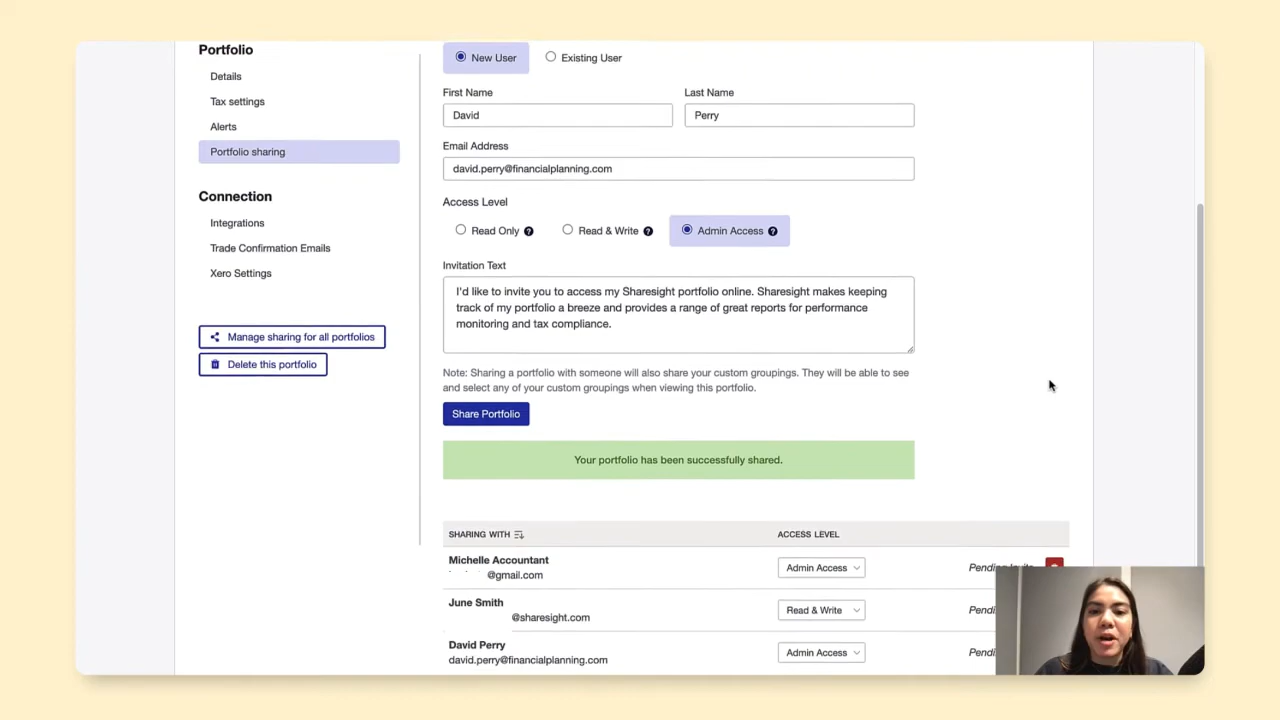 Portfolio
Details
Tax settings
Alerts
Portfolio sharing
Connection
Integrations
Trade Confirmation Emails
Xero Settings
Manage sharing for all portfolios
Delete this portfolio
New User
Existing User
First Name
Last Name
David
Perry
Email Address
david.perry@financialplanning.com
Access Level
Read Only ?
Read & Write ?
Admin Access ?
Invitation Text
I'd like to invite you to access my Sharesight portfolio online. Sharesight makes keeping
track of my portfolio a breeze and provides a range of great reports for performance
monitoring and tax compliance.
Note: Sharing a portfolio with someone will also share your custom groupings. They will be able to see
and select any of your custom groupings when viewing this portfolio.
Share Portfolio
Your portfolio has been successfully shared.
SHARING WITH
ACCESS LEVEL
Michelle Accountant
@gmail.com
Admin Access
June Smith
@sharesight.com
Read & Write
David Perry
david.perry@financialplanning.com
Admin Access